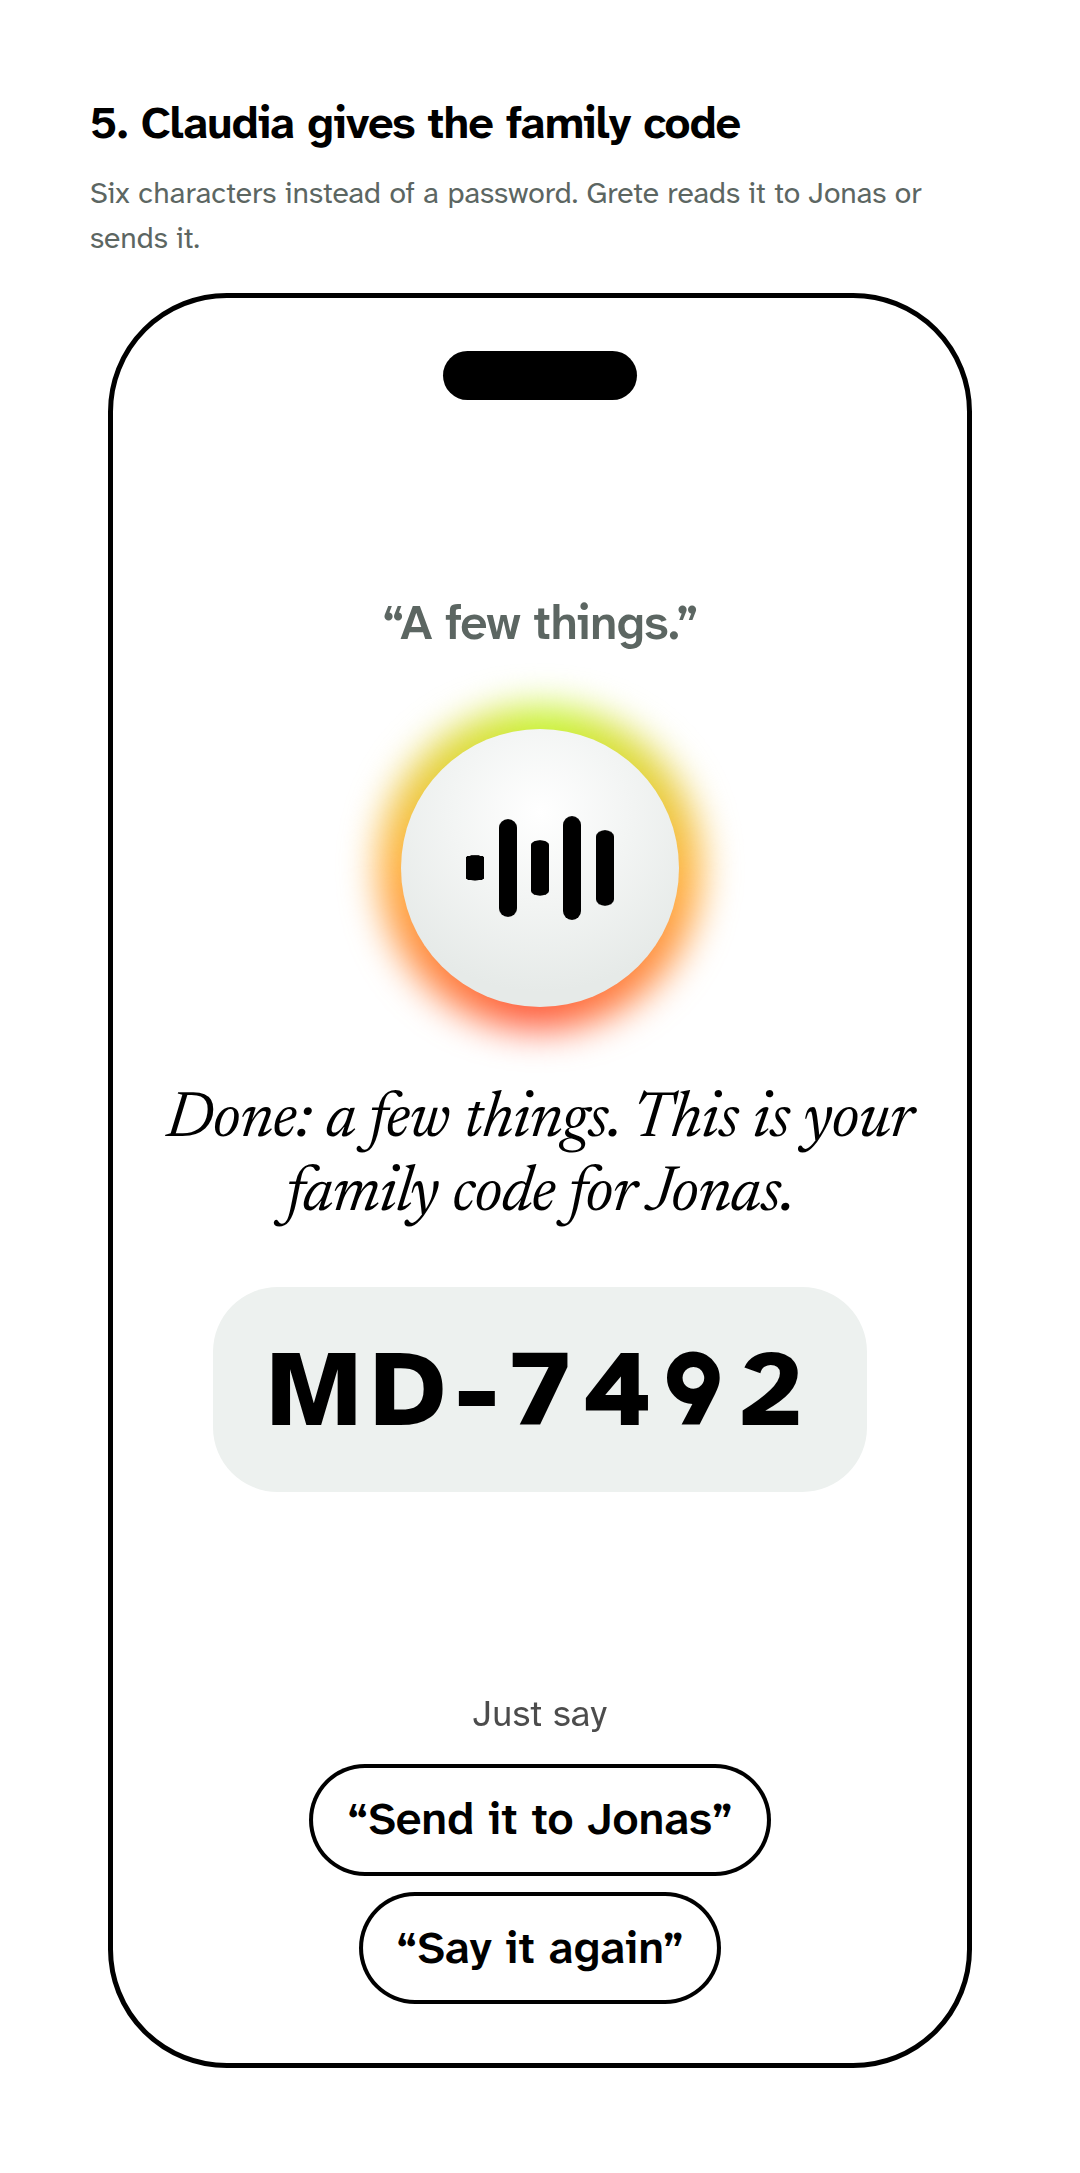 5. Claudia gives the family code
Six characters instead of a password. Grete reads it to Jonas or
sends it.
“A few things.”
Done: a few things. This is your
family code for Jonas.
MD-7492
Just say
“Send it to Jonas”
“Say it again”